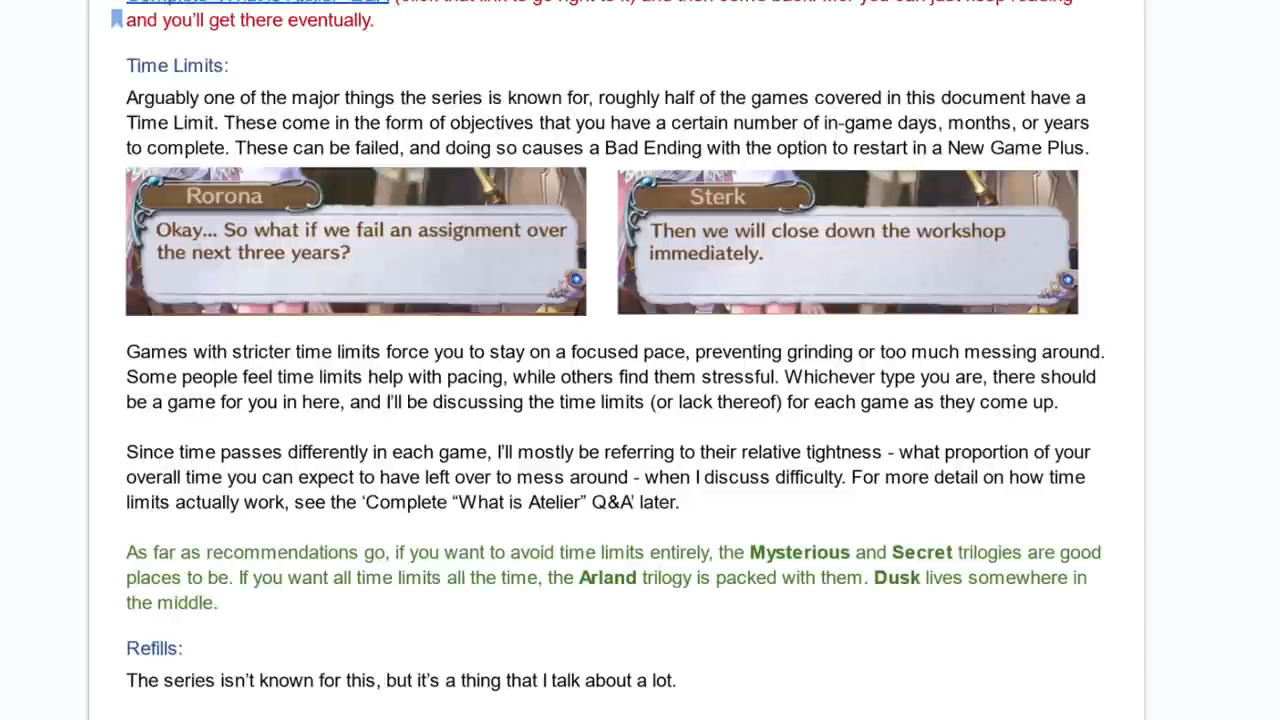 and you'll get there eventually.
Time Limits:
Arguably one of the major things the series is known for, roughly half of the games covered in this document have a
Time Limit. These come in the form of objectives that you have a certain number of in-game days, months, or years
to complete. These can be failed, and doing so causes a Bad Ending with the option to restart in a New Game Plus.
Rorona
Okay... So what if we fail an assignment over
the next three years?
Sterk
Then we will close down the workshop
immediately.
Games with stricter time limits force you to stay on a focused pace, preventing grinding or too much messing around.
Some people feel time limits help with pacing, while others find them stressful. Whichever type you are, there should
be a game for you in here, and I'll be discussing the time limits (or lack thereof) for each game as they come up.
Since time passes differently in each game, I'll mostly be referring to their relative tightness - what proportion of your
overall time you can expect to have left over to mess around - when I discuss difficulty. For more detail on how time
limits actually work, see the ‘Complete “What is Atelier” Q&A’ later.
As far as recommendations go, if you want to avoid time limits entirely, the Mysterious and Secret trilogies are good
places to be. If you want all time limits all the time, the Arland trilogy is packed with them. Dusk lives somewhere in
the middle.
Refills:
The series isn't known for this, but it's a thing that I talk about a lot.